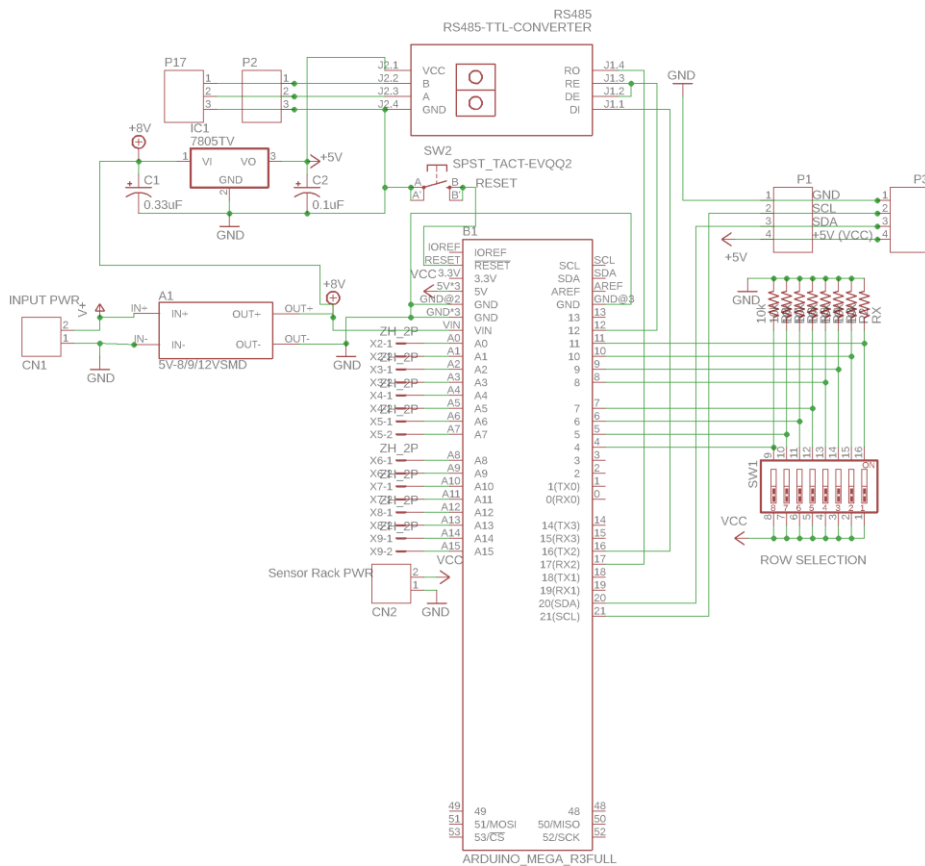 RS485
RS485-TTL-CONVERTER
P17
P2
J2.1
VCC
RO
J1.4
1
1
J2.2
B
RE
J1.3
2
2
J2.3
A
DE
J1.2
3
3
J2.4
GND
DI
J1.1
GND
IC1
7805TV
+8V
1
VI
VO
3
+5V
GND
2
C1
0.33uF
C2
0.1uF
GND
SW2
SPST_TACT-EVQQ2
A
B
RESET
A'
B'
P1
P3
1
GND
1
2
SCL
2
3
SDA
3
4
+5V (VCC)
4
+5V
B1
IOREF
IOREF
RESET
RESET
SCL
SCL
3.3V
3.3V
SDA
SDA
VCC
5V*3
5V
AREF
AREF
GND@2
GND
GND
GND@3
GND*3
GND
13
13
VIN
VIN
12
12
GND
10k
RX
INPUT PWR
V+
A1
+8V
IN+
IN+
OUT+
OUT+
2
1
IN-
IN-
OUT-
OUT-
CN1
GND
5V-8/9/12VSMD
GND
ZH_2P
X2-1
A0
A0
11
11
A1
A1
10
10
X3-1
A2
A2
9
9
A3
A3
8
8
X4-1
A4
A4
A5
A5
7
7
X5-1
A6
A6
6
6
X5-2
A7
A7
5
5
4
4
ZH_2P
3
3
X6-1
A8
A8
2
2
A9
A9
1(TX0)
1
X7-1
A10
A10
0(RX0)
0
A11
A11
X8-1
A12
A12
A13
A13
14(TX3)
14
X9-1
A14
A14
15(RX3)
15
X9-2
A15
A15
16(TX2)
16
17(RX2)
17
18(TX1)
18
19(RX1)
19
20(SDA)
20
21(SCL)
21
Sensor Rack PWR
VCC
2
1
CN2
GND
9
10
11
12
13
14
15
16
SW1
ON
8
7
6
5
4
3
2
1
8
7
6
5
4
3
2
1
VCC
ROW SELECTION
49
49
48
48
51
51/MOSI
50/MISO
50
53
53/CS
52/SCK
52
ARDUINO_MEGA_R3FULL